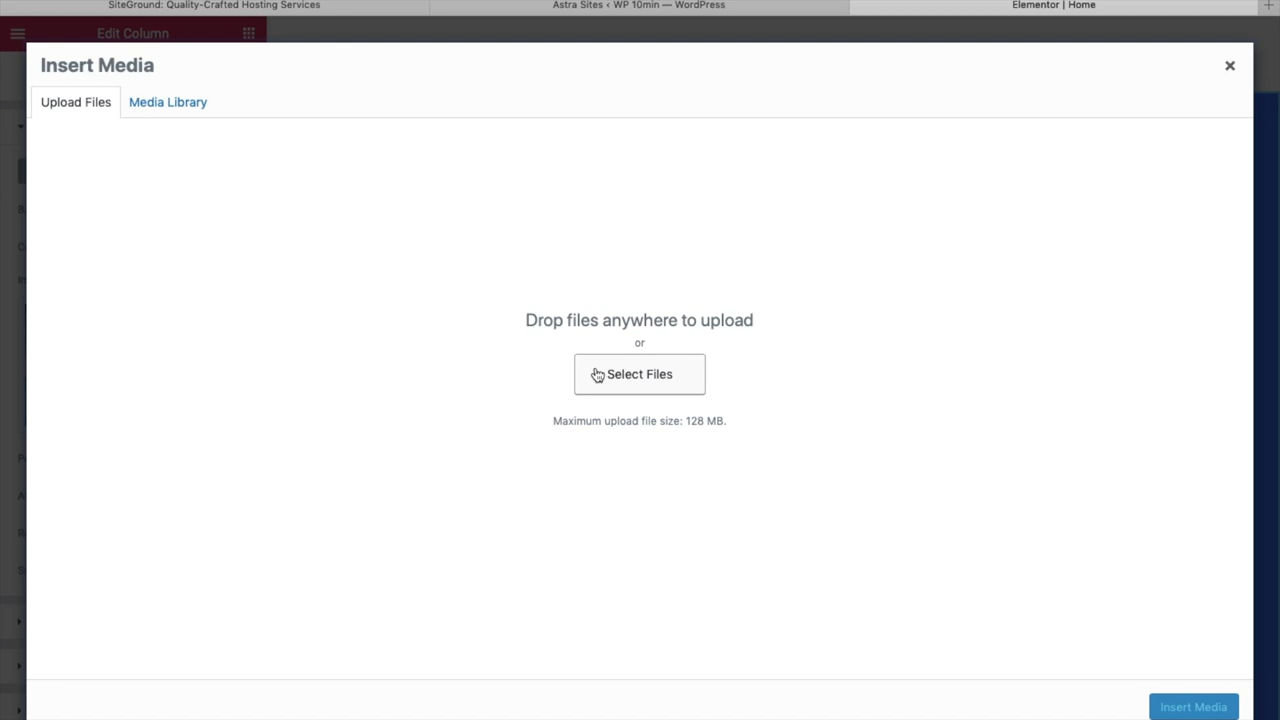 SiteGround: Quality-Crafted Hosting Services
Astra Sites ‹ WP 10min — WordPress
Elementor | Home
+
Edit Column
Insert Media
×
Upload Files
Media Library
Drop files anywhere to upload
or
Select Files
Maximum upload file size: 128 MB.
Insert Media